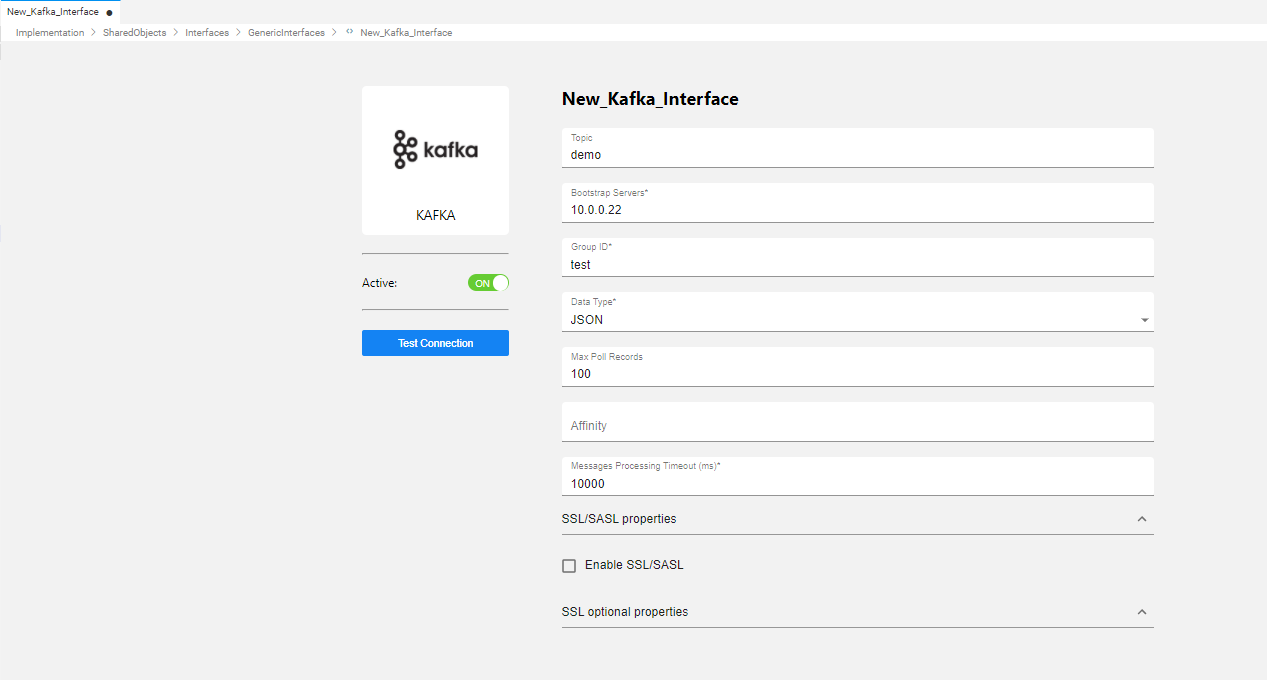 New_Kafka_Interface ●
Implementation > SharedObjects > Interfaces > GenericInterfaces > <> New_Kafka_Interface
kafka
KAFKA
Active:
ON
Test Connection
New_Kafka_Interface
Topic
demo
Bootstrap Servers*
10.0.0.22
Group ID*
test
Data Type*
JSON
Max Poll Records
100
Affinity
Messages Processing Timeout (ms)*
10000
SSL/SASL properties
Enable SSL/SASL
SSL optional properties